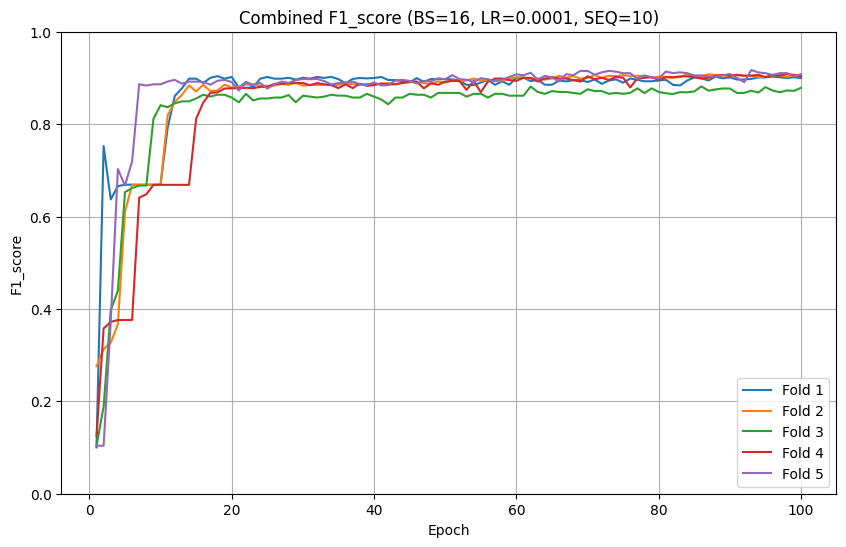 Combined F1_score (BS=16, LR=0.0001, SEQ=10)
1.0
0.8
0.6
0.4
0.2
0.0
F1_score
0 20 40 60 80 100
Epoch
Fold 1
Fold 2
Fold 3
Fold 4
Fold 5